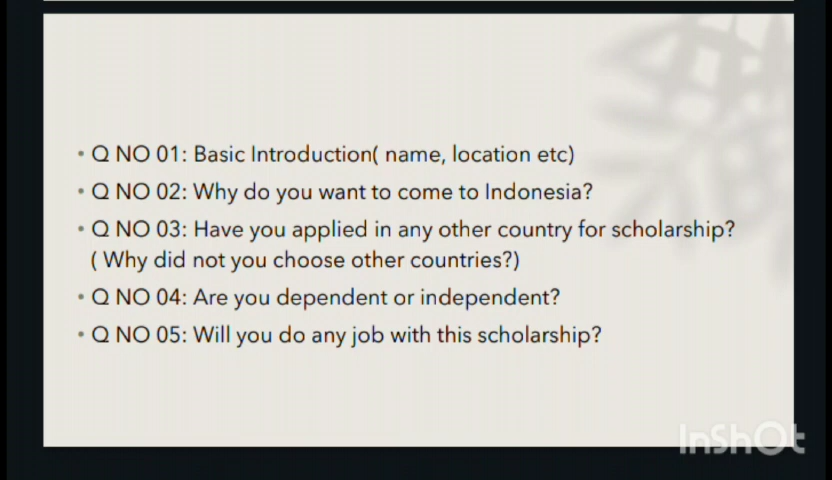 • Q NO 01: Basic Introduction( name, location etc)
• Q NO 02: Why do you want to come to Indonesia?
• Q NO 03: Have you applied in any other country for scholarship?
( Why did not you choose other countries?)
• Q NO 04: Are you dependent or independent?
• Q NO 05: Will you do any job with this scholarship?
InShOt